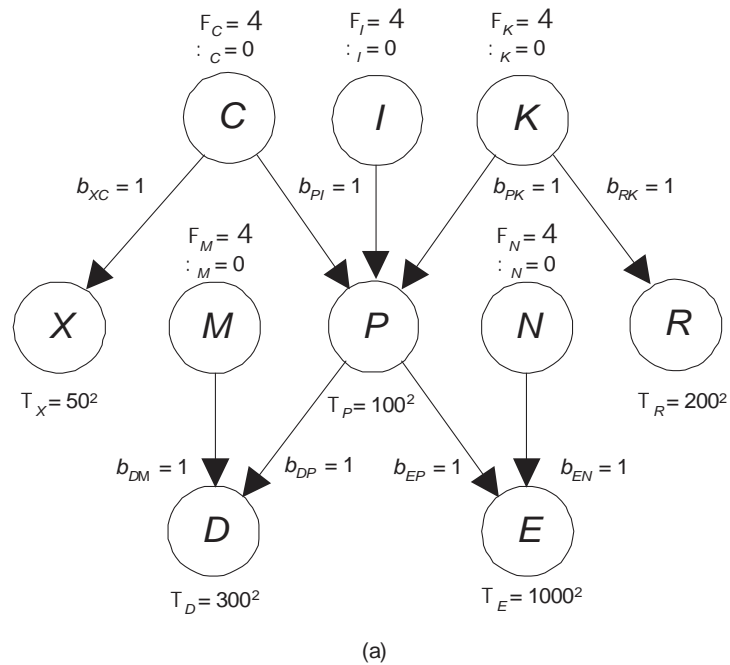 F_C = 4 F_I = 4 F_K = 4
:_C = 0 :_I = 0 :_K = 0
C I K
b_XC = 1 b_PI = 1 b_PK = 1 b_RK = 1
F_M = 4 F_N = 4
:_M = 0 :_N = 0
X M P N R
T_X = 50² T_P = 100² T_R = 200²
b_DM = 1 b_DP = 1 b_EP = 1 b_EN = 1
D E
T_D = 300² T_E = 1000²
(a)